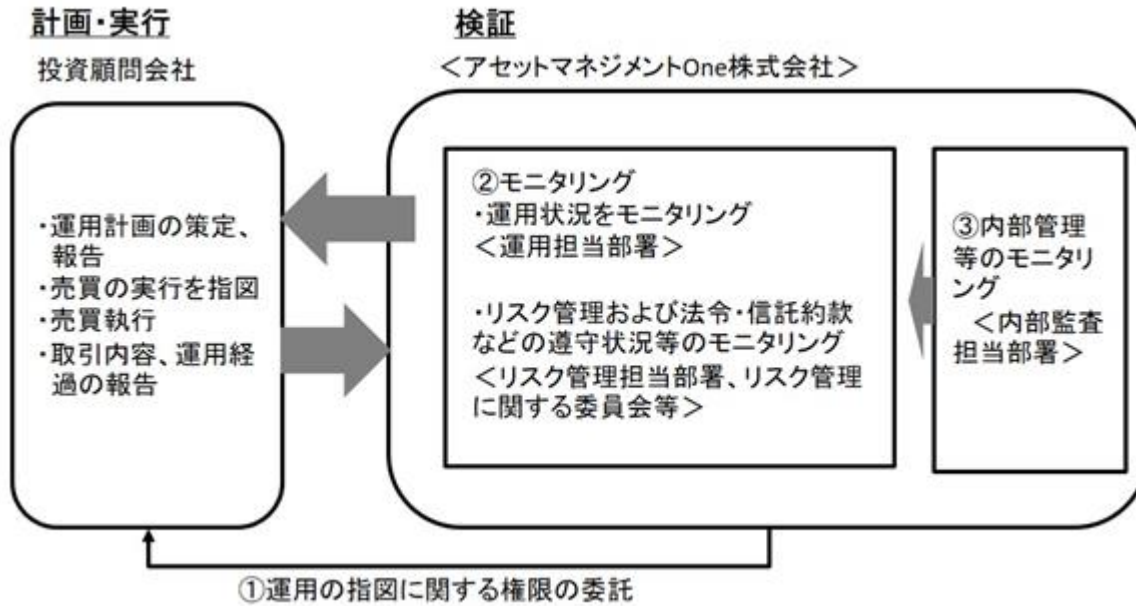 計画・実行
投資顧問会社
・運用計画の策定、
報告
・売買の実行を指図
・売買執行
・取引内容、運用経
過の報告
検証
＜アセットマネジメントOne株式会社＞
②モニタリング
・運用状況をモニタリング
＜運用担当部署＞
・リスク管理および法令・信託約款
などの遵守状況等のモニタリング
＜リスク管理担当部署、リスク管理
に関する委員会等＞
③内部管理
等のモニタリ
ング
＜内部監査
担当部署＞
①運用の指図に関する権限の委託